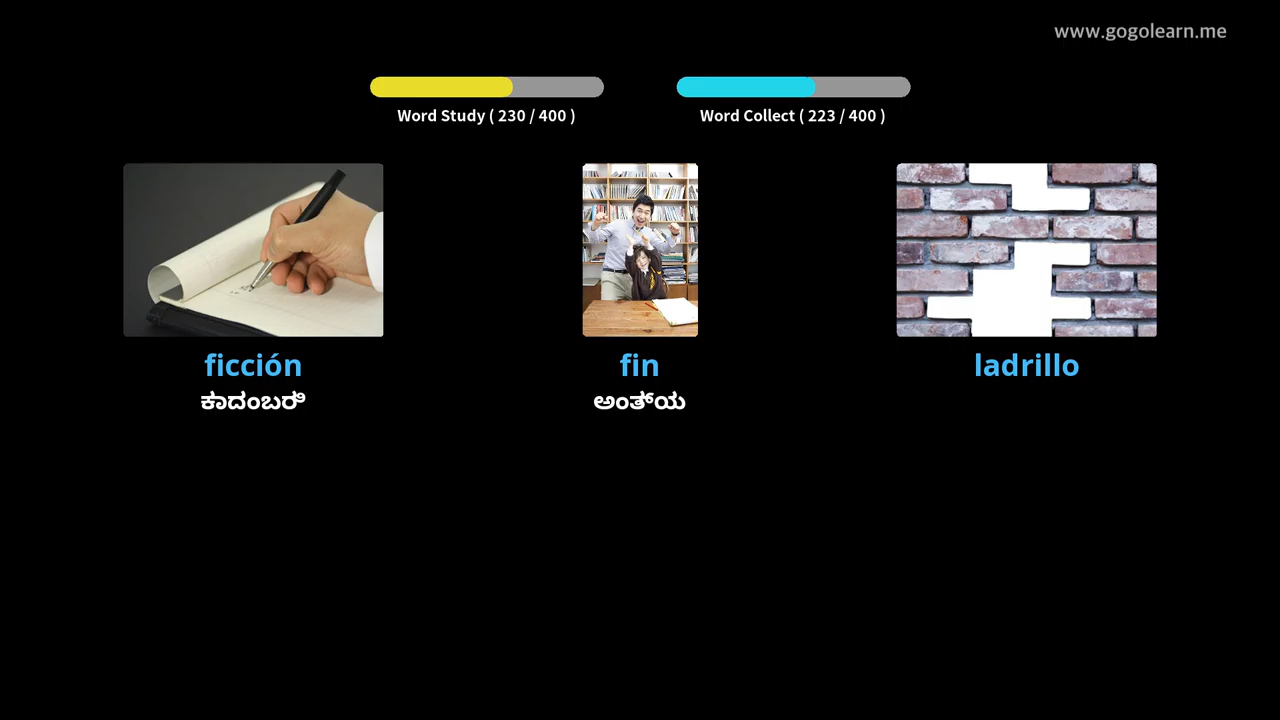 www.gogolearn.me
Word Study ( 230 / 400 )
Word Collect ( 223 / 400 )
ficción
fin
ladrillo
ಕಾದಂಬರಿ
ಅಂತ್ಯ